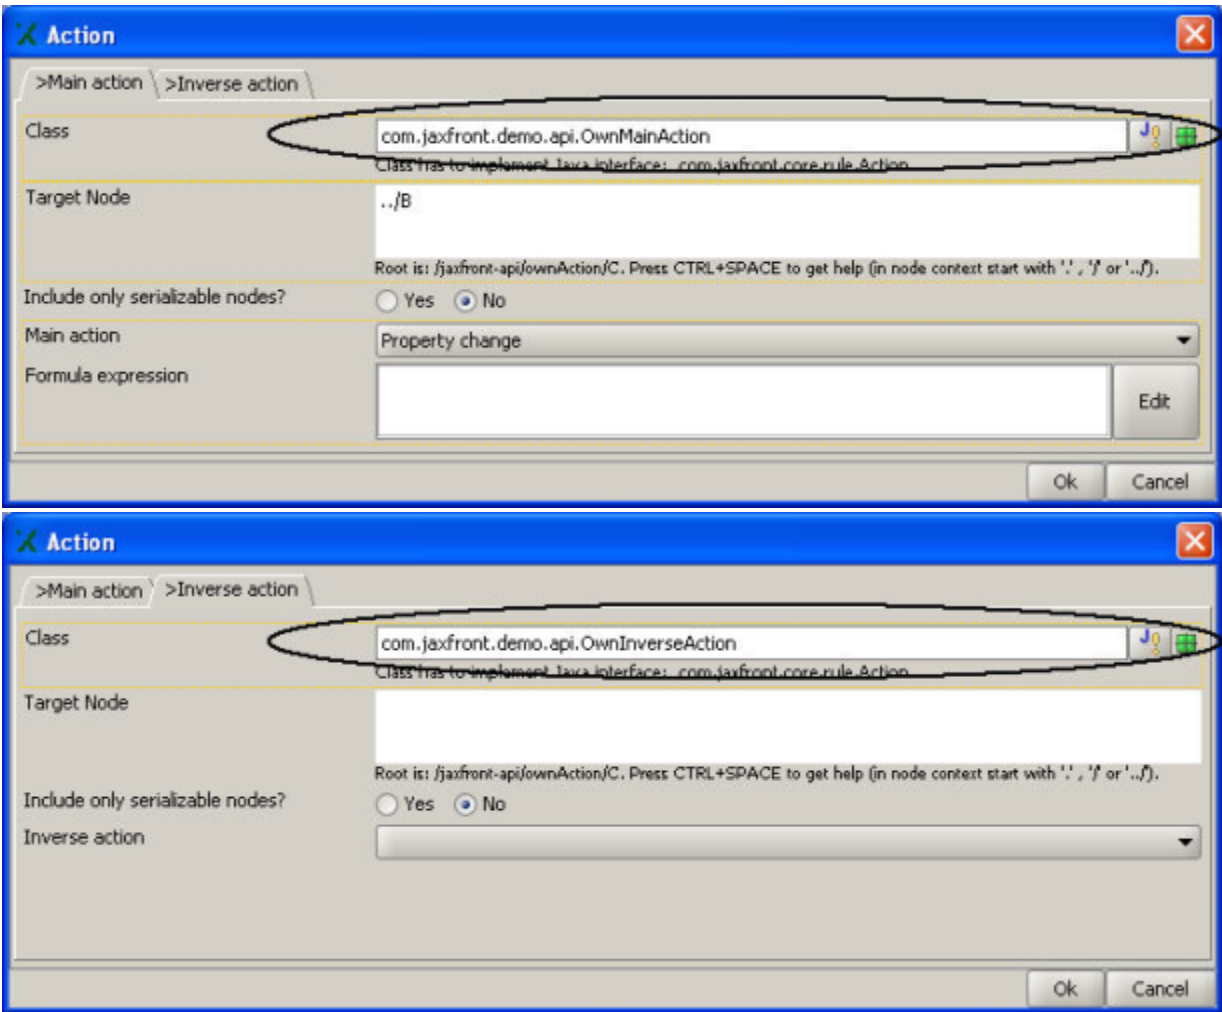 Action
>Main action >Inverse action
Class com.jaxfront.demo.api.OwnMainAction
Class has to implement Java interface: com.jaxfront.core.rule.Action
Target Node ../B
Root is: /jaxfront-api/ownAction/C. Press CTRL+SPACE to get help (in node context start with '.' , '/' or '../').
Include only serializable nodes? Yes No
Main action Property change
Formula expression Edit
Ok Cancel
Action
>Main action >Inverse action
Class com.jaxfront.demo.api.OwnInverseAction
Class has to implement Java interface: com.jaxfront.core.rule.Action
Target Node
Root is: /jaxfront-api/ownAction/C. Press CTRL+SPACE to get help (in node context start with '.' , '/' or '../').
Include only serializable nodes? Yes No
Inverse action
Ok Cancel